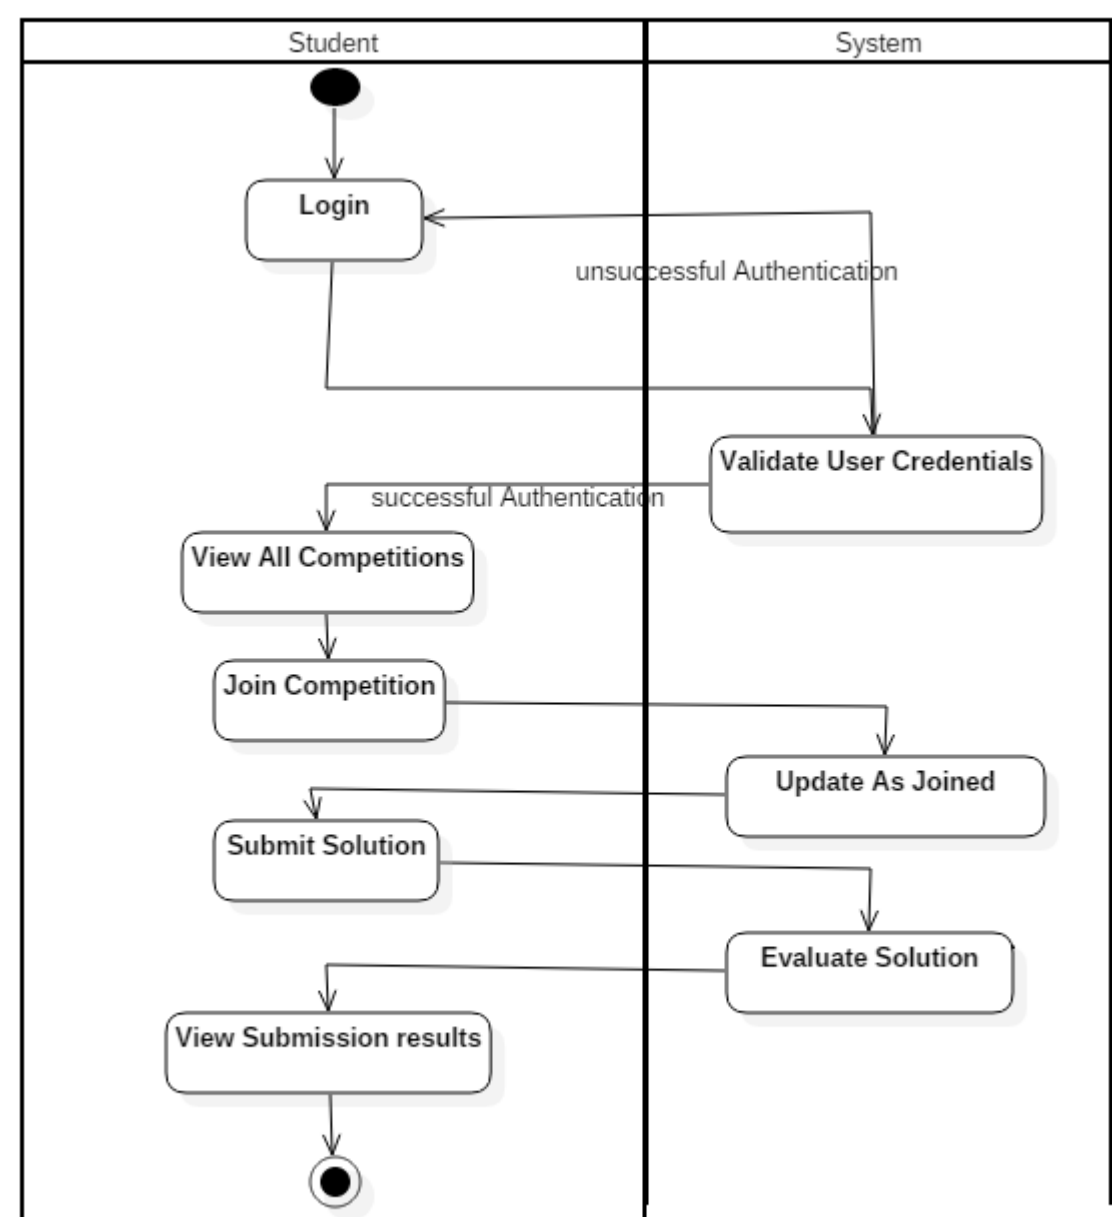 Student
System
Login
unsuccessful Authentication
Validate User Credentials
successful Authentication
View All Competitions
Join Competition
Update As Joined
Submit Solution
Evaluate Solution
View Submission results